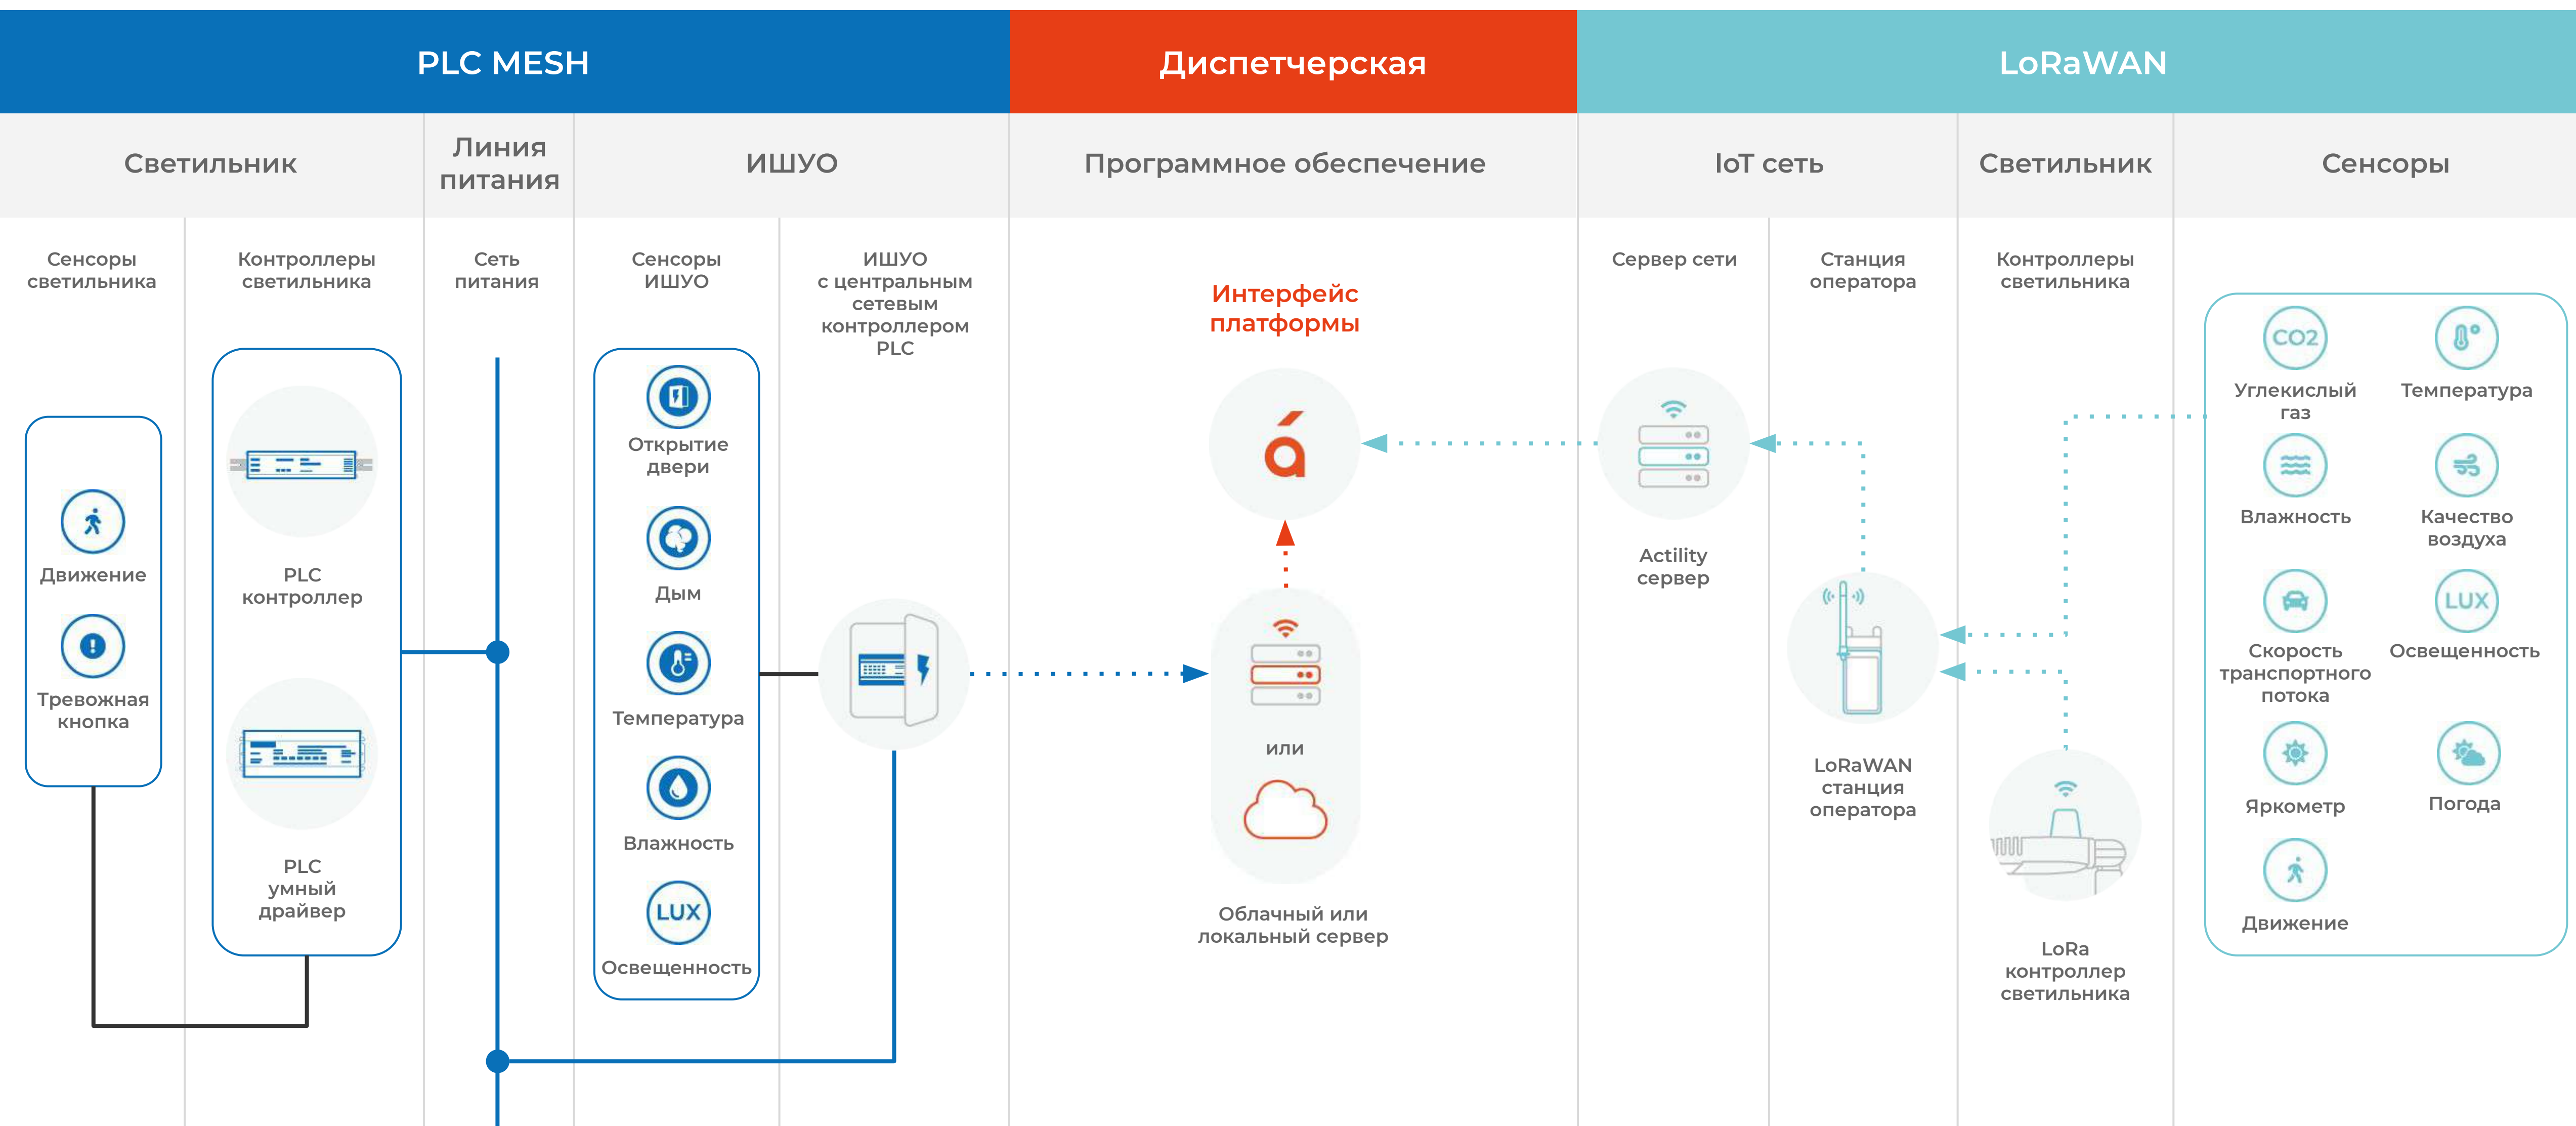 PLC MESH
Диспетчерская
LoRaWAN
Светильник
Линия
питания
ИШУО
Программное обеспечение
IoT сеть
Светильник
Сенсоры
Сенсоры
светильника
Контроллеры
светильника
Сеть
питания
Сенсоры
ИШУО
ИШУО
с центральным
сетевым
контроллером
PLC
Интерфейс
платформы
Сервер сети
Станция
оператора
Контроллеры
светильника
Движение
Тревожная
кнопка
PLC
контроллер
PLC
умный
драйвер
Открытие
двери
Дым
Температура
Влажность
LUX
Освещенность
á
или
Облачный или
локальный сервер
Actility
сервер
LoRaWAN
станция
оператора
LoRa
контроллер
светильника
CO2
Углекислый
газ
Температура
Влажность
Качество
воздуха
Скорость
транспортного
потока
LUX
Освещенность
Яркометр
Погода
Движение